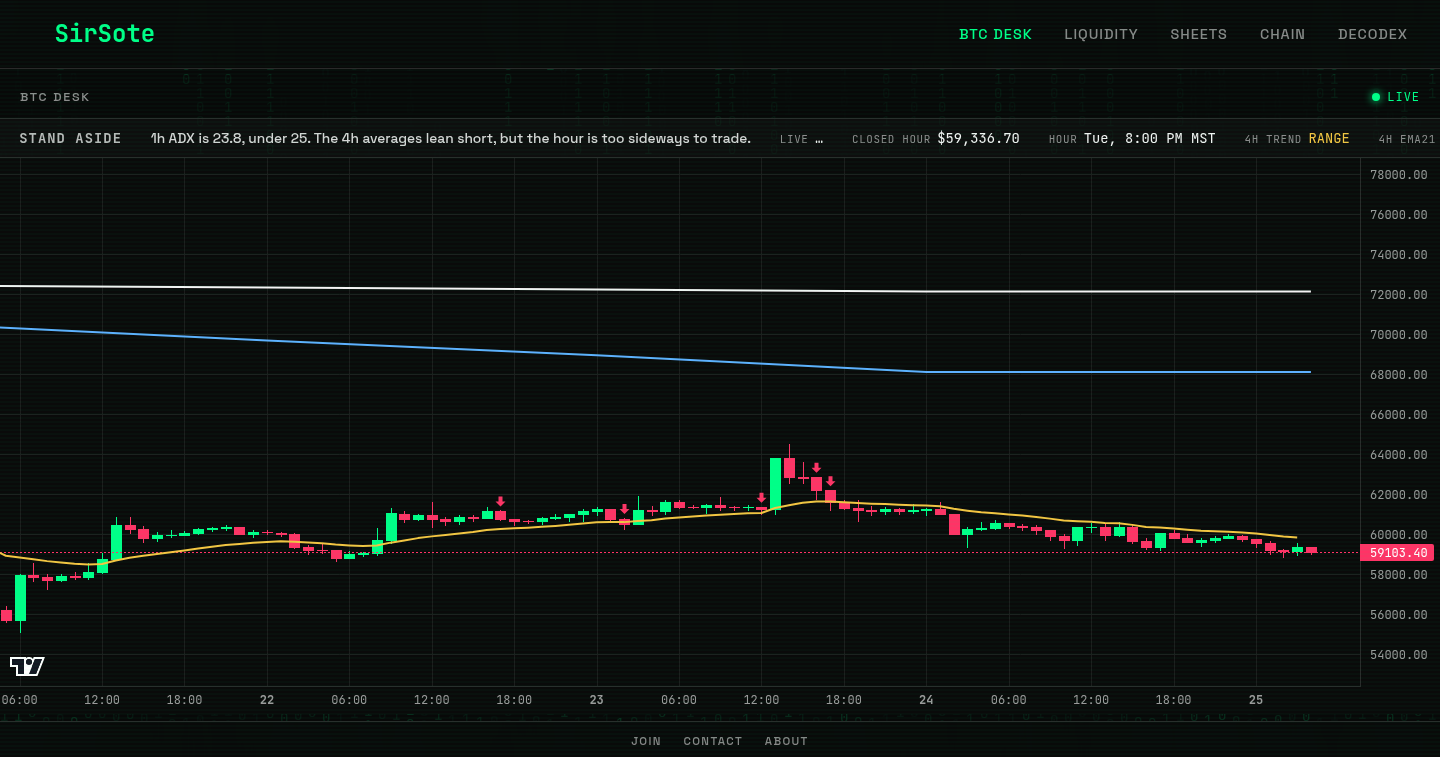 SirSote
BTC DESK LIQUIDITY SHEETS CHAIN DECODEX
BTC DESK
LIVE
STAND ASIDE 1h ADX is 23.8, under 25. The 4h averages lean short, but the hour is too sideways to trade. LIVE … CLOSED HOUR $59,336.70 HOUR Tue, 8:00 PM MST 4H TREND RANGE 4H EMA21
78000.00
76000.00
74000.00
72000.00
70000.00
68000.00
66000.00
64000.00
62000.00
60000.00
59103.40
58000.00
56000.00
54000.00
06:00 12:00 18:00 22 06:00 12:00 18:00 23 06:00 12:00 18:00 24 06:00 12:00 18:00 25
JOIN CONTACT ABOUT